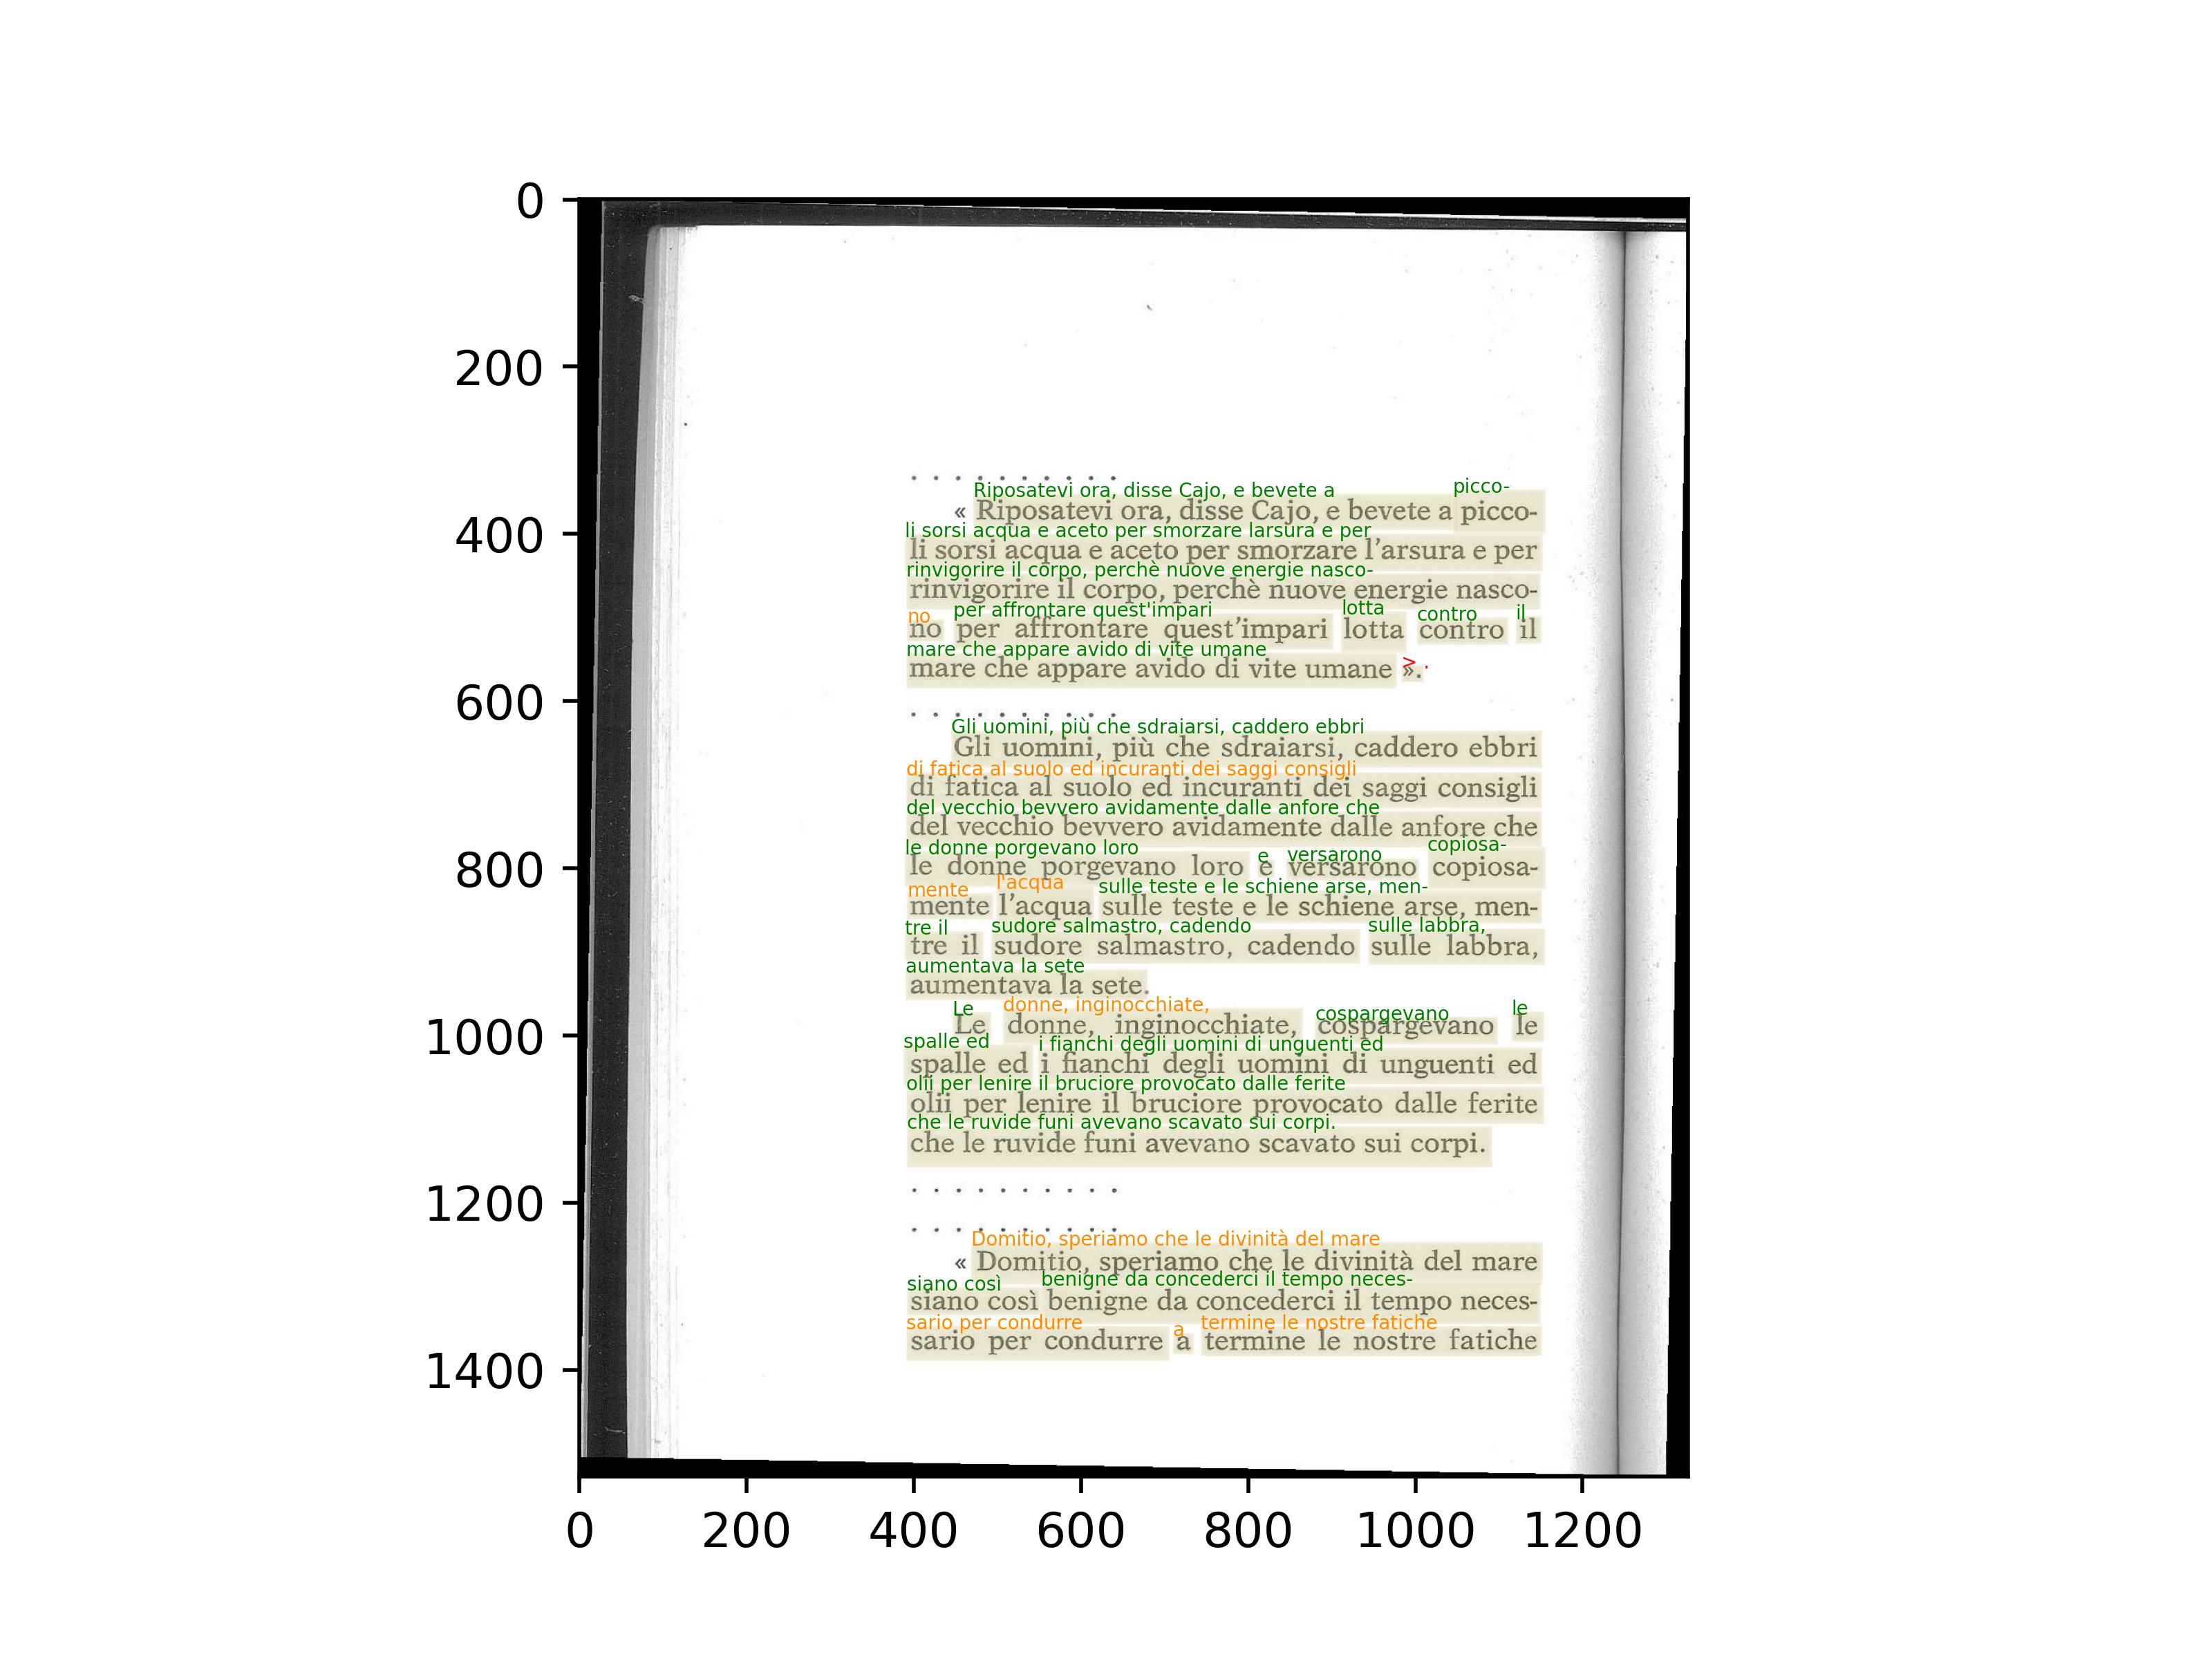 . . . . . . . . . .
« Riposatevi ora, disse Cajo, e bevete a picco-
li sorsi acqua e aceto per smorzare l'arsura e per
rinvigorire il corpo, perchè nuove energie nasco-
no per affrontare quest'impari lotta contro il
mare che appare avido di vite umane ».
. . . . . . . . . .
Gli uomini, più che sdraiarsi, caddero ebbri
di fatica al suolo ed incuranti dei saggi consigli
del vecchio bevvero avidamente dalle anfore che
le donne porgevano loro e versarono copiosa-
mente l'acqua sulle teste e le schiene arse, men-
tre il sudore salmastro, cadendo sulle labbra,
aumentava la sete.
Le donne, inginocchiate, cospargevano le
spalle ed i fianchi degli uomini di unguenti ed
olii per lenire il bruciore provocato dalle ferite
che le ruvide funi avevano scavato sui corpi.
. . . . . . . . . .
. . . . . . . . . .
« Domitio, speriamo che le divinità del mare
siano così benigne da concederci il tempo neces-
sario per condurre a termine le nostre fatiche